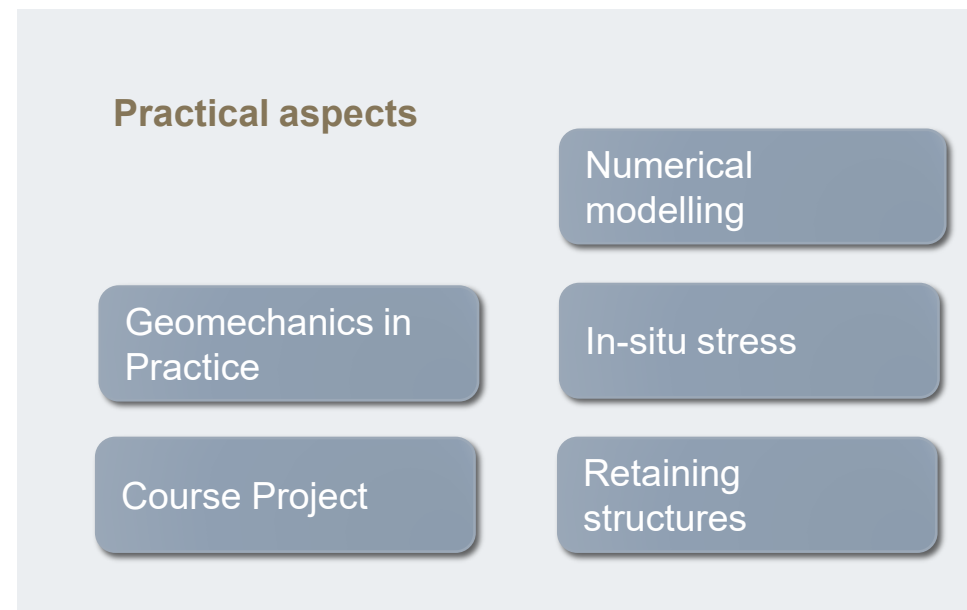 Practical aspects
Numerical
modelling
Geomechanics in
Practice
In-situ stress
Course Project
Retaining
structures